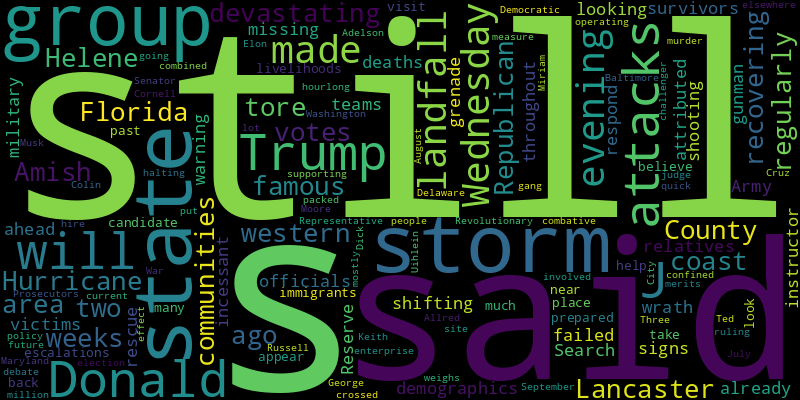 Still
s
said
group
devastating
visit
Democratic
looking
survivors
operating
elsewhere
missing
Elon
Adelson
Helene
made
deaths
going
combined
livelihoods
landfall
Wednesday
Republican
measure
murder
Miriam
evening
attacks
Baltimore
respond
challenger
gunman
recovering
regularly
military
Senator
Cornell
Florida
past
tore
teams
hourlong
Washington
grenade
throughout
attributed
shooting
Musk
lot
votes
August
believe
judge
quick
Cruz
Amish
Colin
halting
warning
Trump
supporting
famous
packed
Moore
Delaware
gang
Army
state
put
candidate
hire
Representative
people
Revolutionary
combative
ahead
western
storm
County
instructor
will
War
communities
incessant
Dick
mostly
Uihlein
relatives
help
City
coast
J
Hurricane
Prosecutors
current
officials
immigrants
involved
near
confined
merits
area
two
many
shifting
much
place
prepared
wrath
Three
Ted
look
victims
policy
future
weeks
rescue
effect
ago
Reserve
Allred
site
failed
take
ruling
escalations
Russell
appear
Keith
enterprise
Search
signs
July
Maryland
election
debate
back
million
Donald
George
crossed
weighs
demographics
September
Lancaster
already